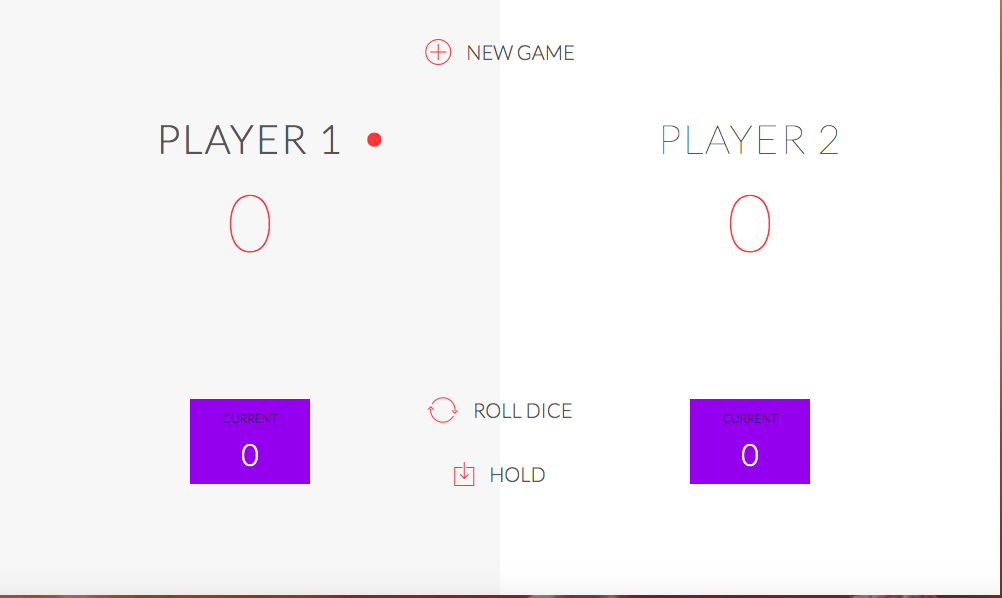 NEW GAME
PLAYER 1
PLAYER 2
0
0
CURRENT
0
ROLL DICE
HOLD
CURRENT
0